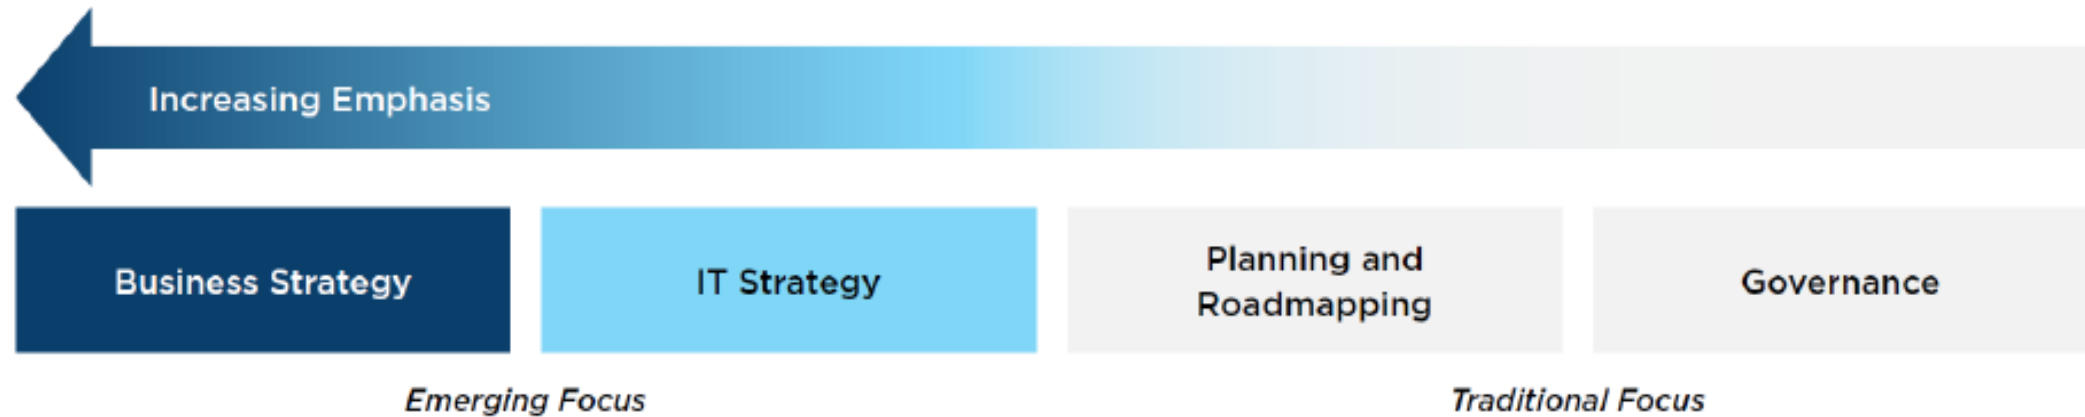 Increasing Emphasis
Business Strategy
IT Strategy
Planning and
Roadmapping
Governance
Emerging Focus
Traditional Focus